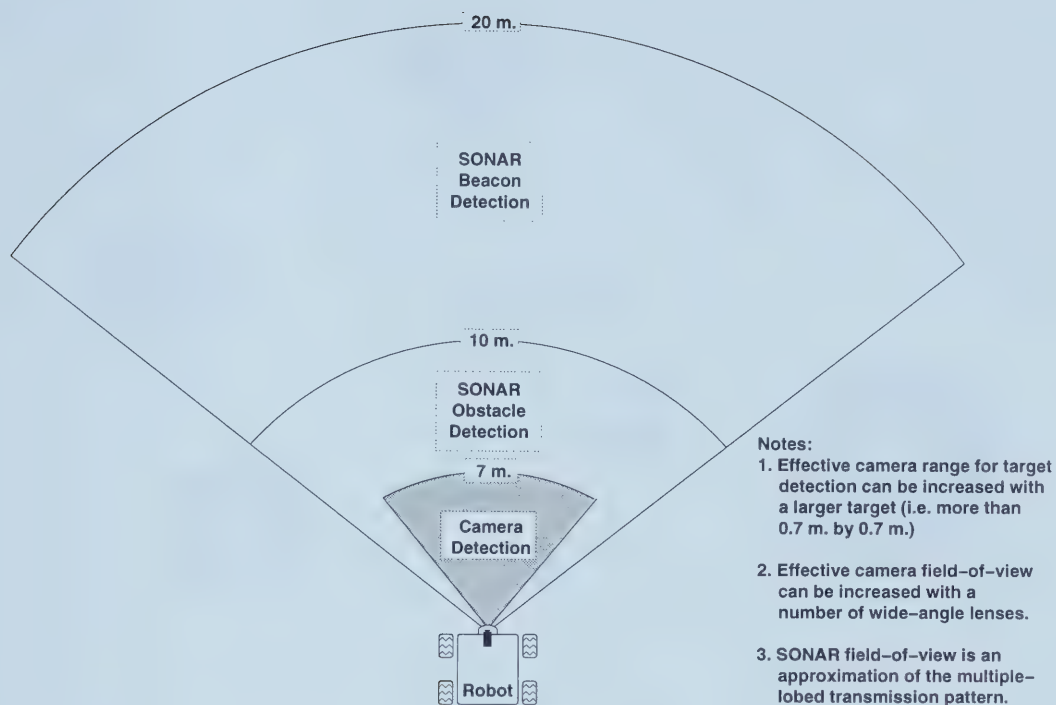 20 m.
SONAR
Beacon
Detection
10 m.
SONAR
Obstacle
Detection
7 m.
Camera
Detection
Robot
Notes:
1. Effective camera range for target
detection can be increased with
a larger target (i.e. more than
0.7 m. by 0.7 m.)
2. Effective camera field–of–view
can be increased with a
number of wide–angle lenses.
3. SONAR field–of–view is an
approximation of the multiple–
lobed transmission pattern.